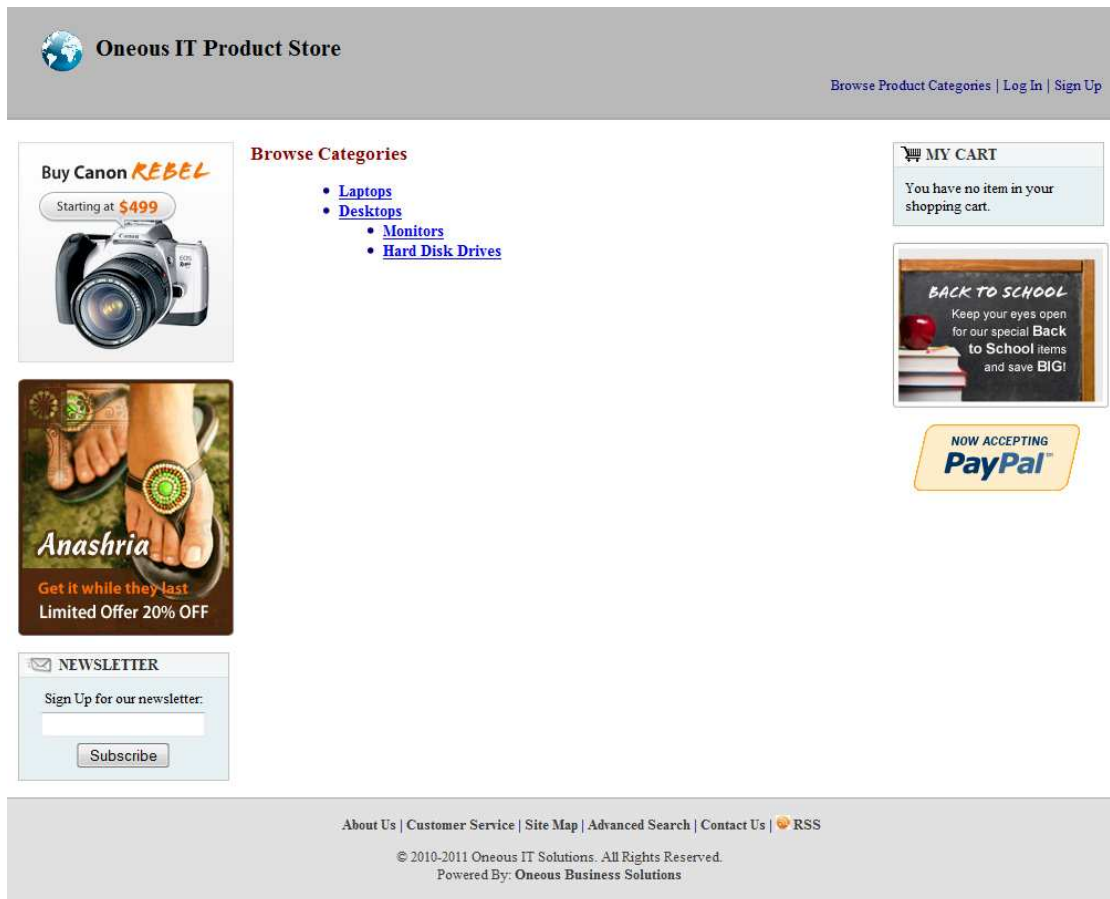 Oneous IT Product Store
Browse Product Categories | Log In | Sign Up
Buy Canon REBEL
Starting at $499
Canon
EOS
Anashria
Get it while they last
Limited Offer 20% OFF
NEWSLETTER
Sign Up for our newsletter:
Subscribe
Browse Categories
• Laptops
• Desktops
• Monitors
• Hard Disk Drives
MY CART
You have no item in your
shopping cart.
BACK TO SCHOOL
Keep your eyes open
for our special Back
to School items
and save BIG!
NOW ACCEPTING
PayPal
About Us | Customer Service | Site Map | Advanced Search | Contact Us | RSS
© 2010-2011 Oneous IT Solutions. All Rights Reserved.
Powered By: Oneous Business Solutions